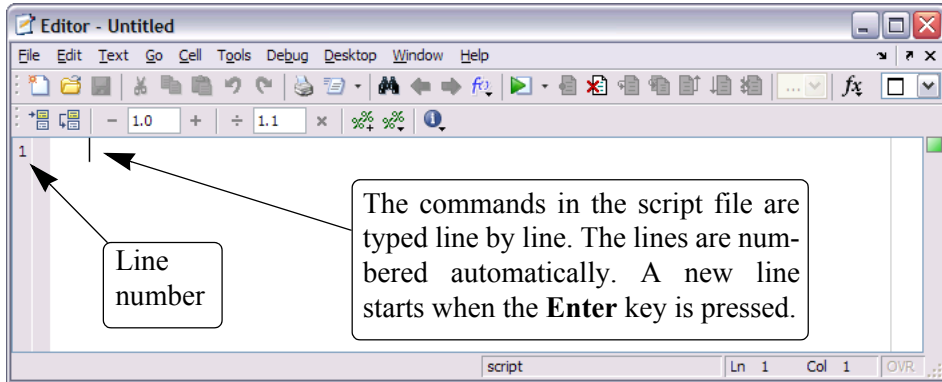 Editor - Untitled
File Edit Text Go Cell Tools Debug Desktop Window Help
... fx
- 1.0 + ÷ 1.1 ×
1
The commands in the script file are
typed line by line. The lines are num-
bered automatically. A new line
starts when the Enter key is pressed.
Line
number
script Ln 1 Col 1 OVR